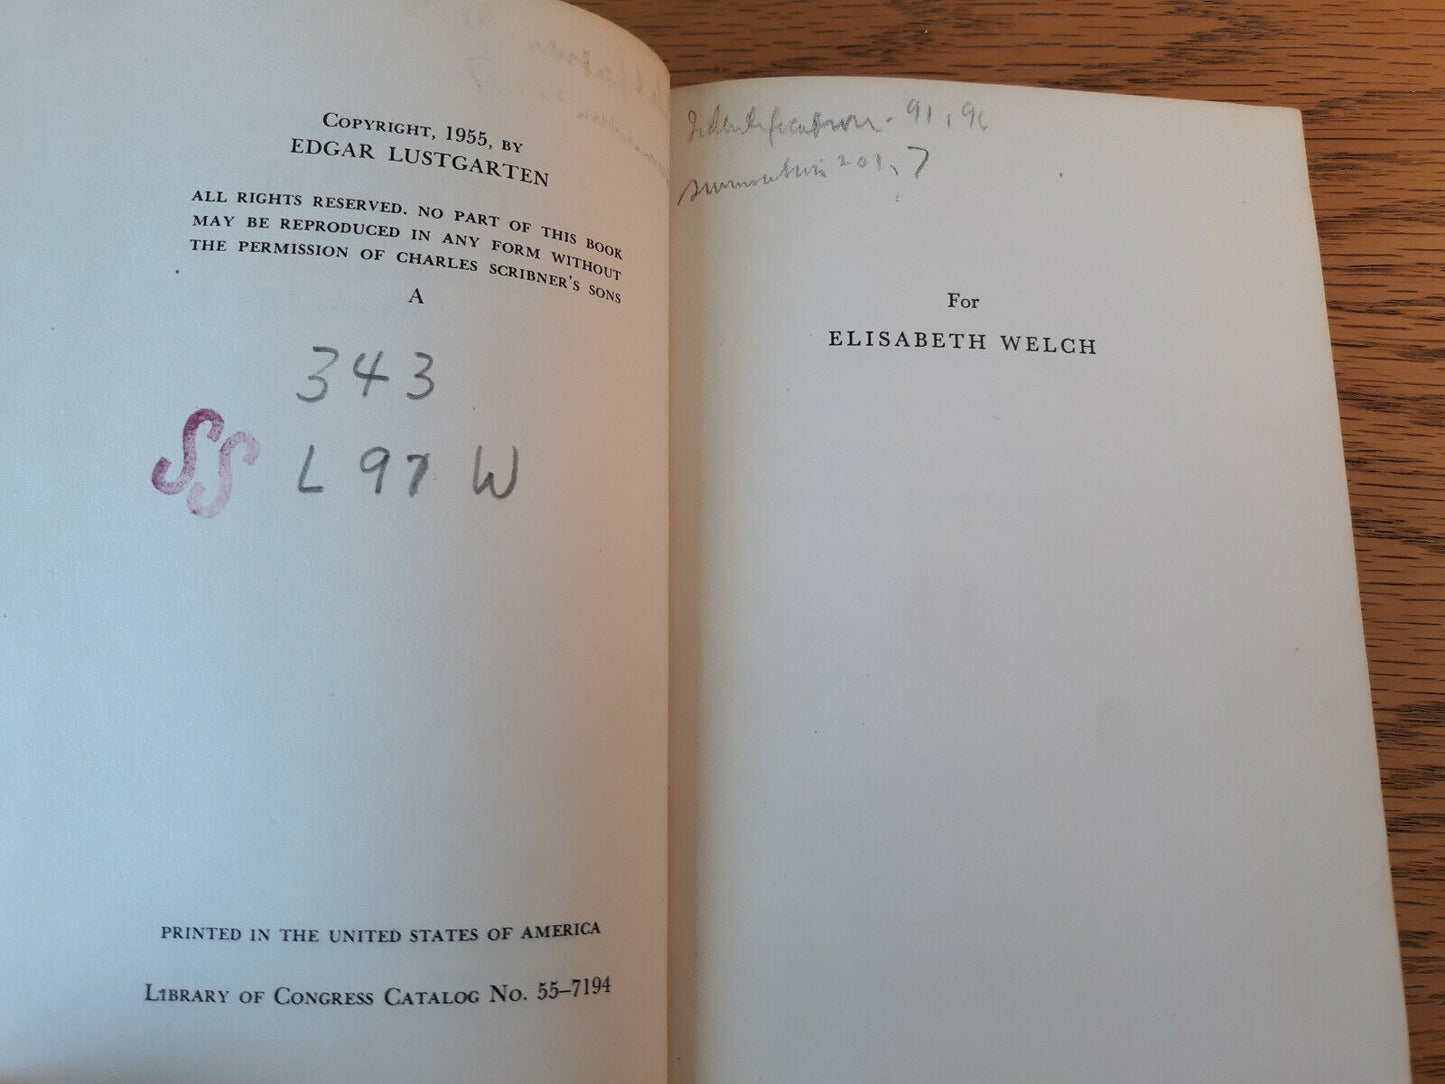 COPYRIGHT, 1955, BY
EDGAR LUSTGARTEN
ALL RIGHTS RESERVED. NO PART OF THIS BOOK
MAY BE REPRODUCED IN ANY FORM WITHOUT
THE PERMISSION OF CHARLES SCRIBNER'S SONS
A
343
SS L 97 W
PRINTED IN THE UNITED STATES OF AMERICA
LIBRARY OF CONGRESS CATALOG NO. 55-7194
Identification - 91, 96
201, 7
For
ELISABETH WELCH